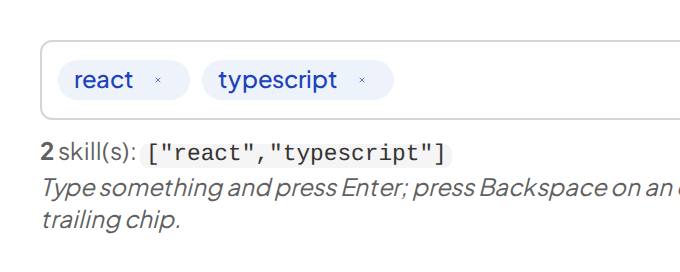 react × typescript ×
2 skill(s): ["react","typescript"]
Type something and press Enter; press Backspace on an
trailing chip.